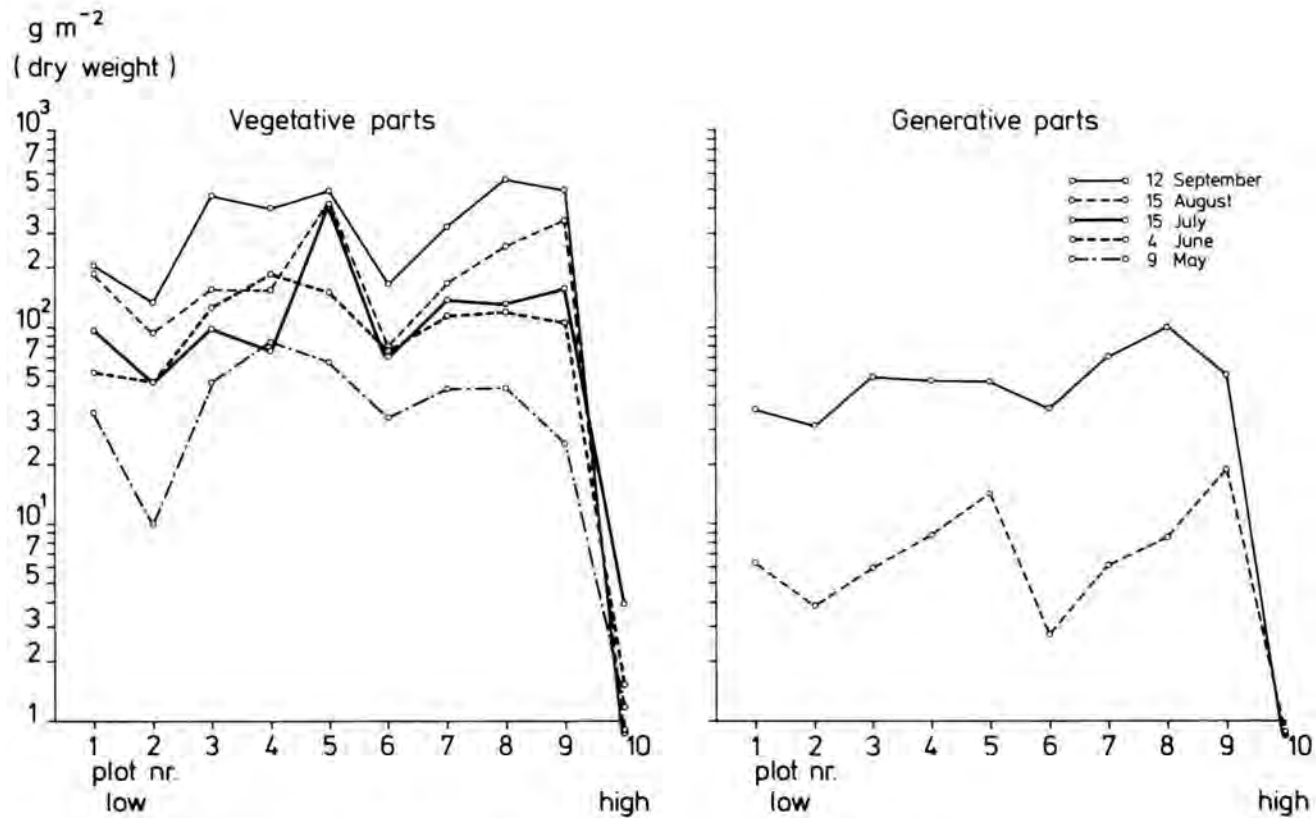 g m⁻²
( dry weight )
Vegetative parts
Generative parts
10³
7
5
3
2
10²
7
5
3
2
10¹
7
5
3
2
1
12 September
15 August
15 July
4 June
9 May
1 2 3 4 5 6 7 8 9 10
plot nr.
low
high
1 2 3 4 5 6 7 8 9 10
plot nr.
low
high